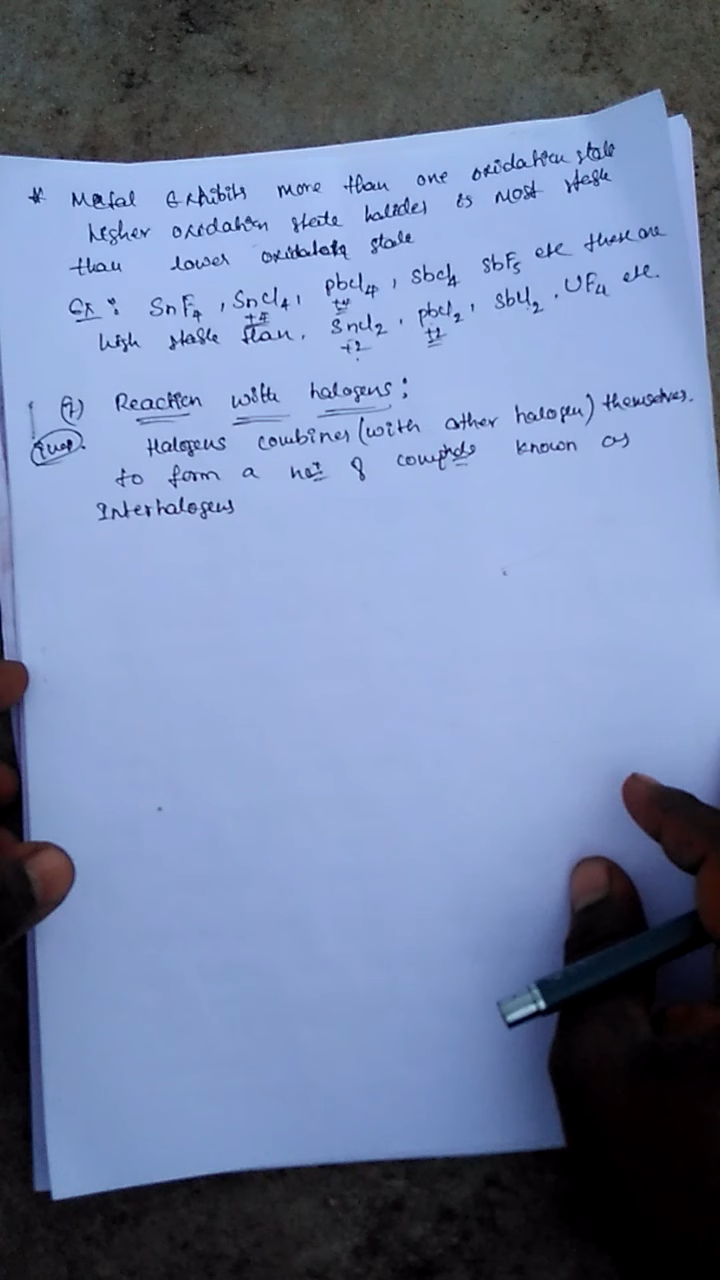 * Metal Exhibits more than one oxidation state
higher oxidation state halides is most stable
than lower oxidation state
Ex : SnF4 , SnCl4 , PbCl4 , SbCl4 SbF5 etc these are
+4 +4
high stable than . SnCl2 , PbCl2 , SbCl2 , UF4 etc.
+2 +2
(7) Reaction with halogens :
(Imp). Halogens combines (with other halogen) themselves.
to form a no: of compnds known as
Interhalogens